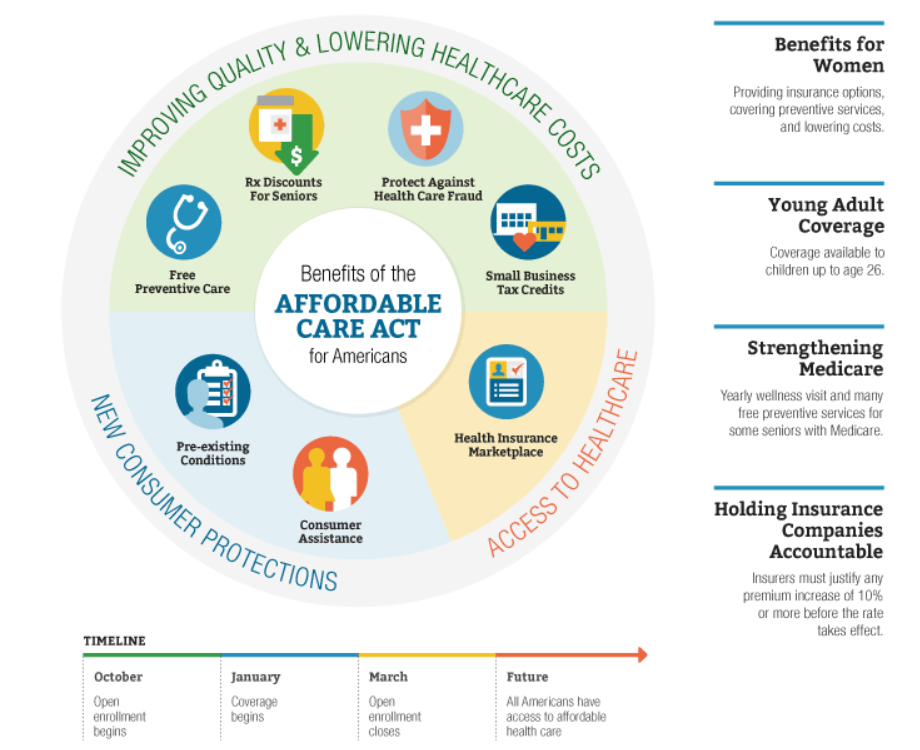 IMPROVING QUALITY & LOWERING HEALTHCARE COSTS
Rx Discounts
For Seniors
$
Protect Against
Health Care Fraud
Free
Preventive Care
Small Business
Tax Credits
Benefits of the
AFFORDABLE
CARE ACT
for Americans
Pre-existing
Conditions
Consumer
Assistance
Health Insurance
Marketplace
NEW CONSUMER PROTECTIONS
ACCESS TO HEALTHCARE
Benefits for
Women
Providing insurance options,
covering preventive services,
and lowering costs.
Young Adult
Coverage
Coverage available to
children up to age 26.
Strengthening
Medicare
Yearly wellness visit and many
free preventive services for
some seniors with Medicare.
Holding Insurance
Companies
Accountable
Insurers must justify any
premium increase of 10%
or more before the rate
takes effect.
TIMELINE
October
Open
enrollment
begins
January
Coverage
begins
March
Open
enrollment
closes
Future
All Americans have
access to affordable
health care